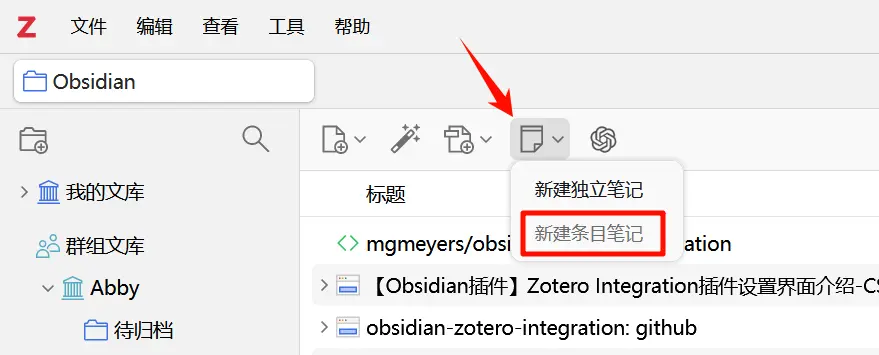 Z 文件 编辑 查看 工具 帮助
Obsidian
新建独立笔记
新建条目笔记
我的文库
群组文库
Abby
待归档
标题
mgmeyers/obsi ation
【Obsidian插件】Zotero Integration插件设置界面介绍-CS
obsidian-zotero-integration: github